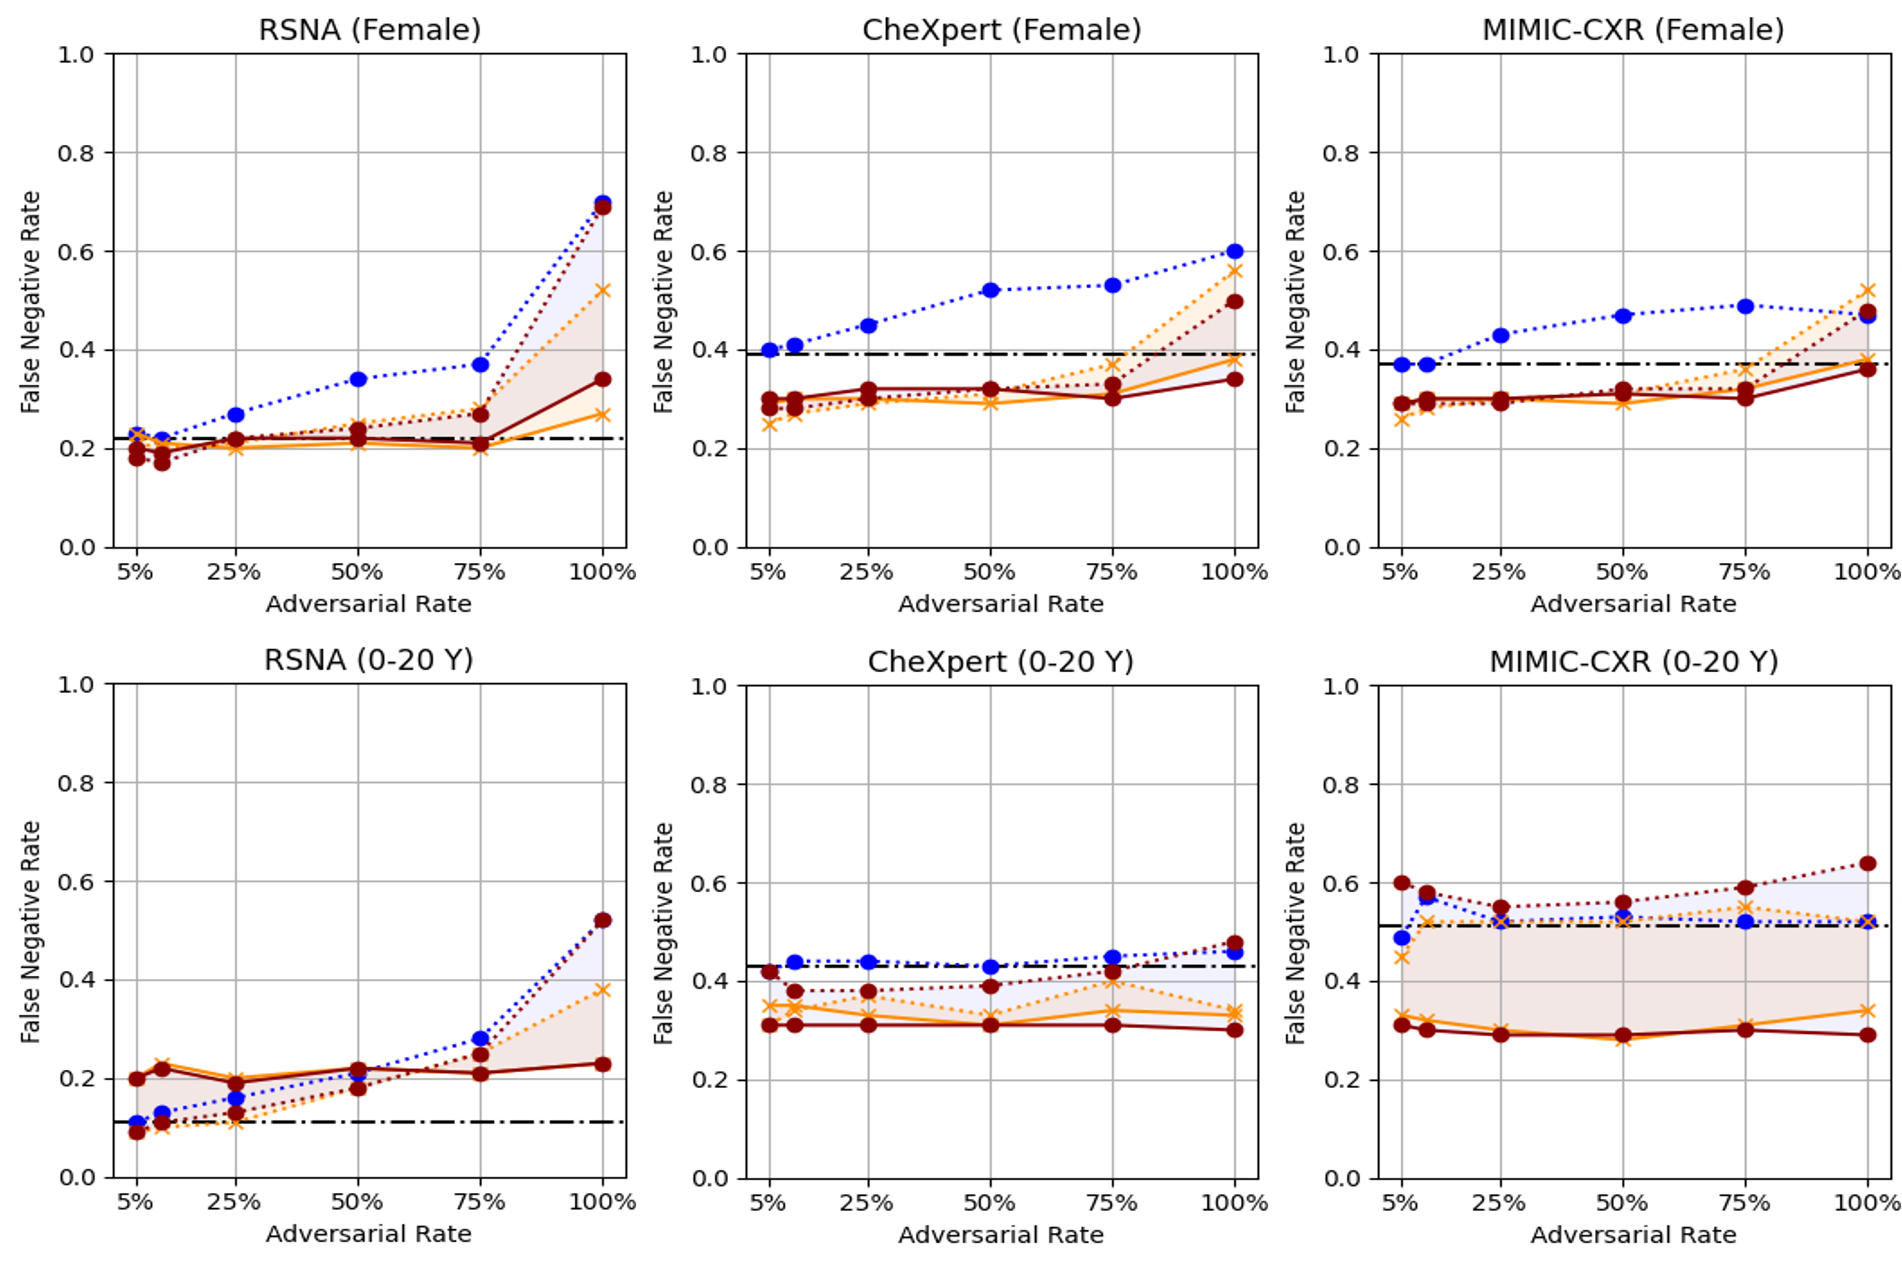 RSNA (Female)
1.0
0.8
0.6
0.4
0.2
0.0
False Negative Rate
5% 25% 50% 75% 100%
Adversarial Rate
CheXpert (Female)
1.0
0.8
0.6
0.4
0.2
0.0
False Negative Rate
5% 25% 50% 75% 100%
Adversarial Rate
MIMIC-CXR (Female)
1.0
0.8
0.6
0.4
0.2
0.0
False Negative Rate
5% 25% 50% 75% 100%
Adversarial Rate
RSNA (0-20 Y)
1.0
0.8
0.6
0.4
0.2
0.0
False Negative Rate
5% 25% 50% 75% 100%
Adversarial Rate
CheXpert (0-20 Y)
1.0
0.8
0.6
0.4
0.2
0.0
False Negative Rate
5% 25% 50% 75% 100%
Adversarial Rate
MIMIC-CXR (0-20 Y)
1.0
0.8
0.6
0.4
0.2
0.0
False Negative Rate
5% 25% 50% 75% 100%
Adversarial Rate